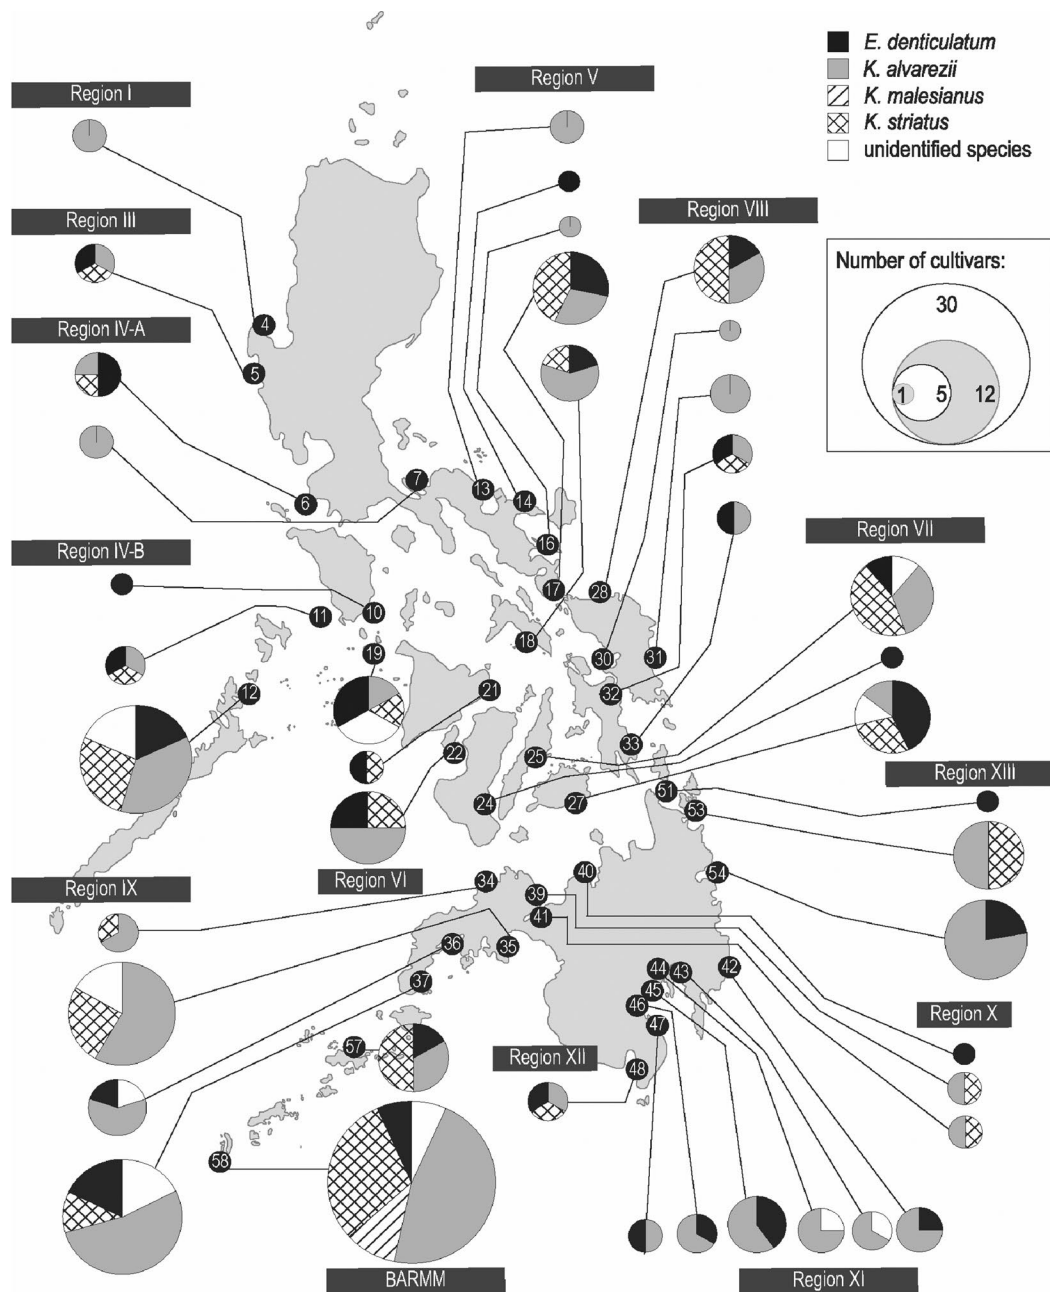 E. denticulatum
K. alvarezii
K. malesianus
K. striatus
unidentified species
Region I
Region V
Region III
Region VIII
Number of cultivars:
30
1
5
12
Region IV-A
4
5
6
7
13
14
16
17
18
28
30
31
32
33
Region VII
Region IV-B
10
11
12
19
21
22
24
25
27
51
53
54
Region XIII
Region VI
Region IX
34
35
36
37
39
40
41
42
43
44
45
46
47
48
57
58
Region XII
Region X
BARMM
Region XI